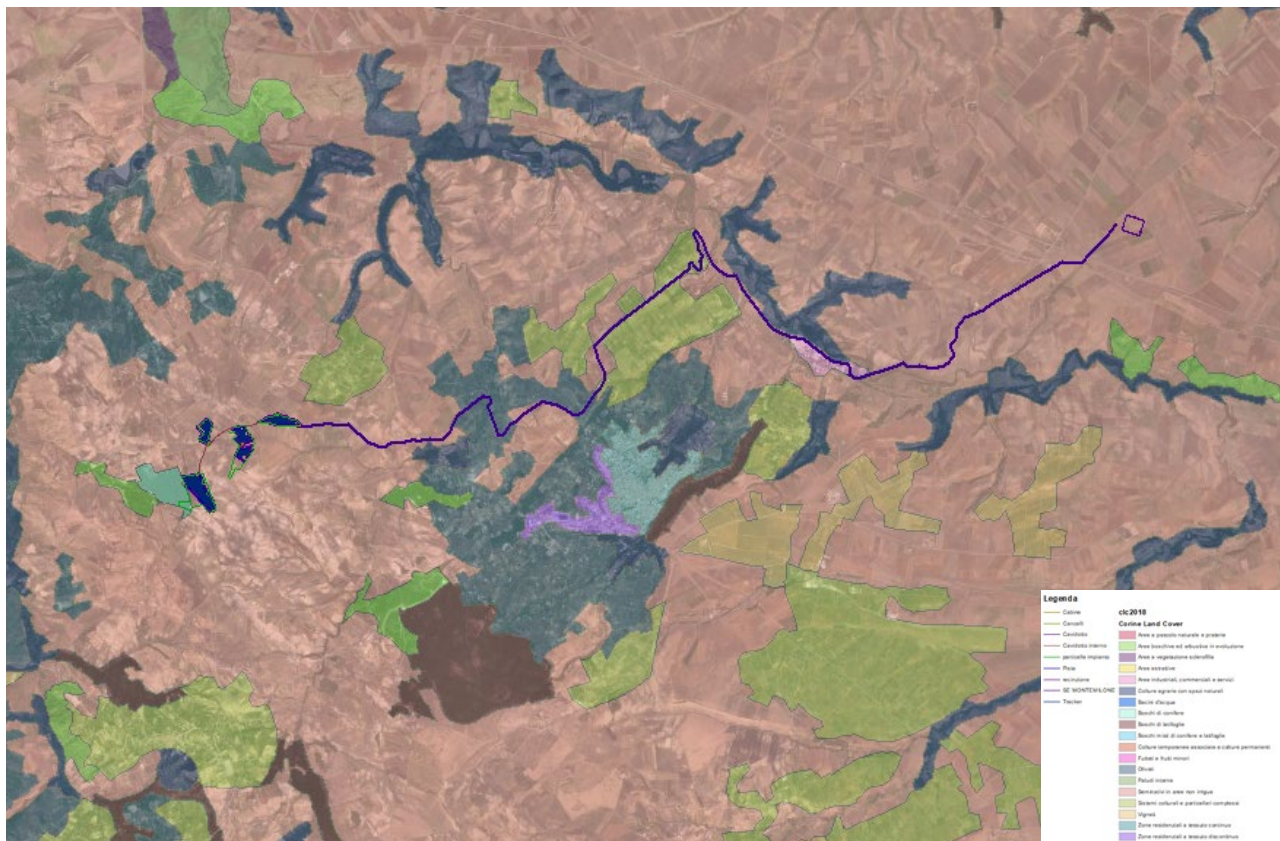 Legenda
Cabine
Cancelli
Cavidotto
Cavidotto interno
particelle impianto
Pista
recinzione
SE MONTEMILONE
Tracker
clc2018
Corine Land Cover
Aree a pascolo naturale e praterie
Aree boschive ed arbustive in evoluzione
Aree a vegetazione sclerofilla
Aree estrattive
Aree industriali, commerciali e servizi
Colture agrarie con spazi naturali
Bacini d'acqua
Boschi di conifere
Boschi di latifoglie
Boschi misti di conifere e latifoglie
Colture temporanee associate a colture permanenti
Frutteti e frutti minori
Oliveti
Paludi interne
Seminativi in aree non irrigue
Sistemi colturali e particellari complessi
Vigneti
Zone residenziali a tessuto continuo
Zone residenziali a tessuto discontinuo